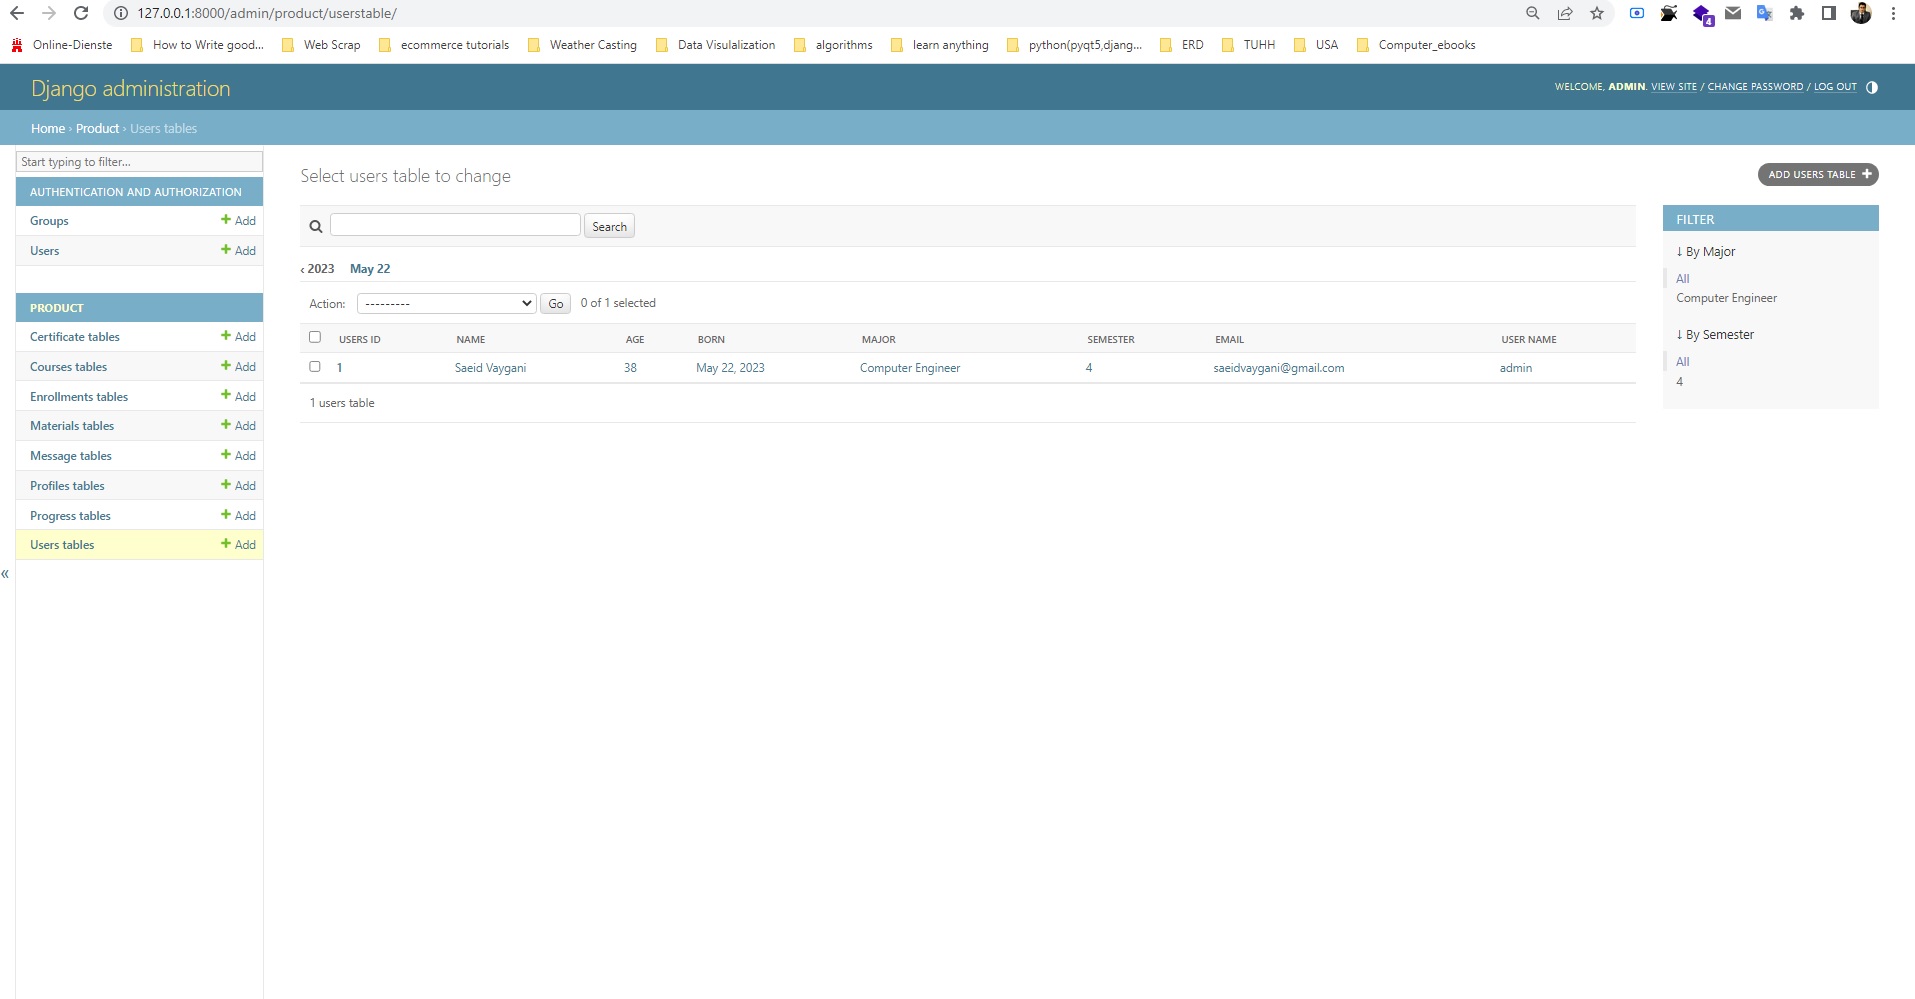 127.0.0.1:8000/admin/product/userstable/
4
Online-Dienste How to Write good... Web Scrap ecommerce tutorials Weather Casting Data Visulalization algorithms learn anything python(pyqt5,djang... ERD TUHH USA Computer_ebooks
Django administration
WELCOME, ADMIN. VIEW SITE / CHANGE PASSWORD / LOG OUT
Home › Product › Users tables
Start typing to filter...
AUTHENTICATION AND AUTHORIZATION
Groups + Add
Users + Add
PRODUCT
Certificate tables + Add
Courses tables + Add
Enrollments tables + Add
Materials tables + Add
Message tables + Add
Profiles tables + Add
Progress tables + Add
Users tables + Add
«
Select users table to change
ADD USERS TABLE +
Search
‹ 2023 May 22
Action: --------- Go 0 of 1 selected
USERS ID NAME AGE BORN MAJOR SEMESTER EMAIL USER NAME
1 Saeid Vaygani 38 May 22, 2023 Computer Engineer 4 saeidvaygani@gmail.com admin
1 users table
FILTER
↓ By Major
All
Computer Engineer
↓ By Semester
All
4